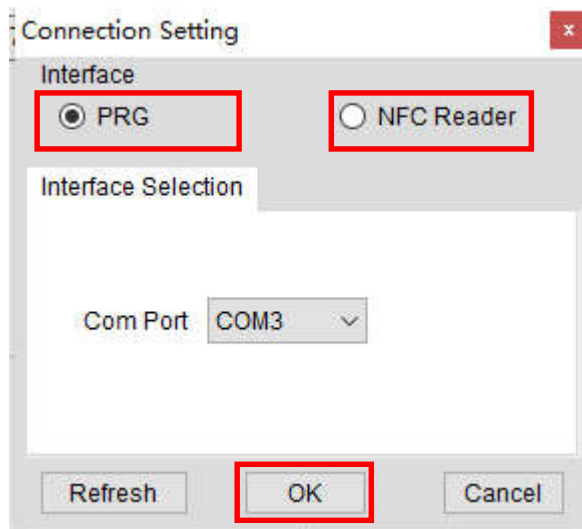 Connection Setting
x
Interface
PRG
NFC Reader
Interface Selection
Com Port COM3
Refresh OK Cancel